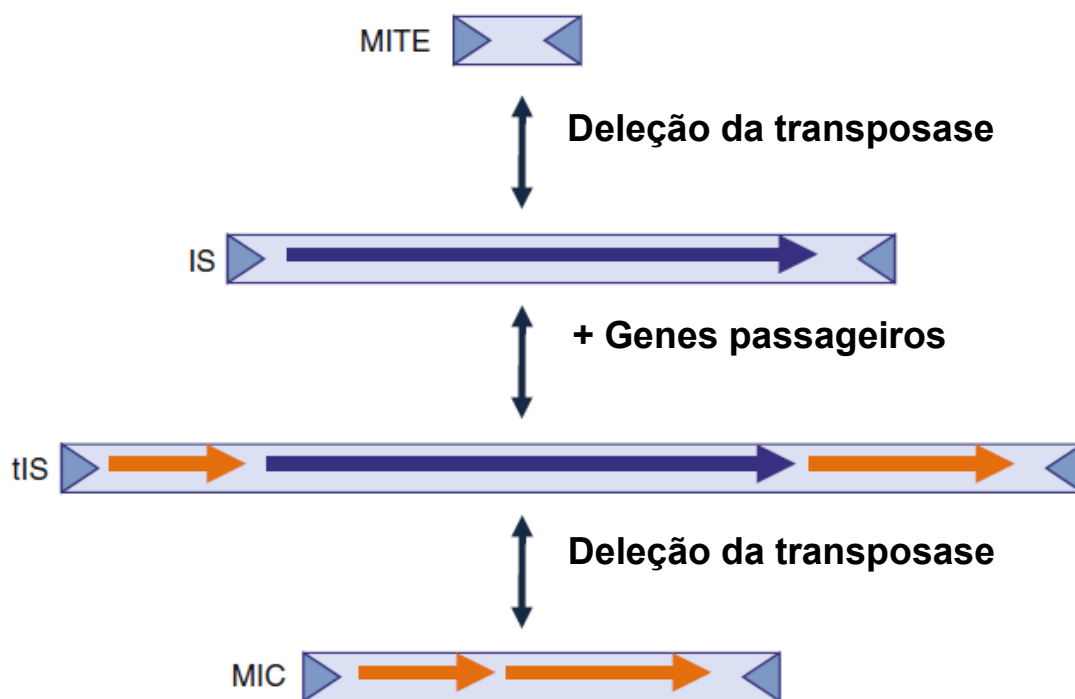 MITE
Deleção da transposase
IS
+ Genes passageiros
tIS
Deleção da transposase
MIC